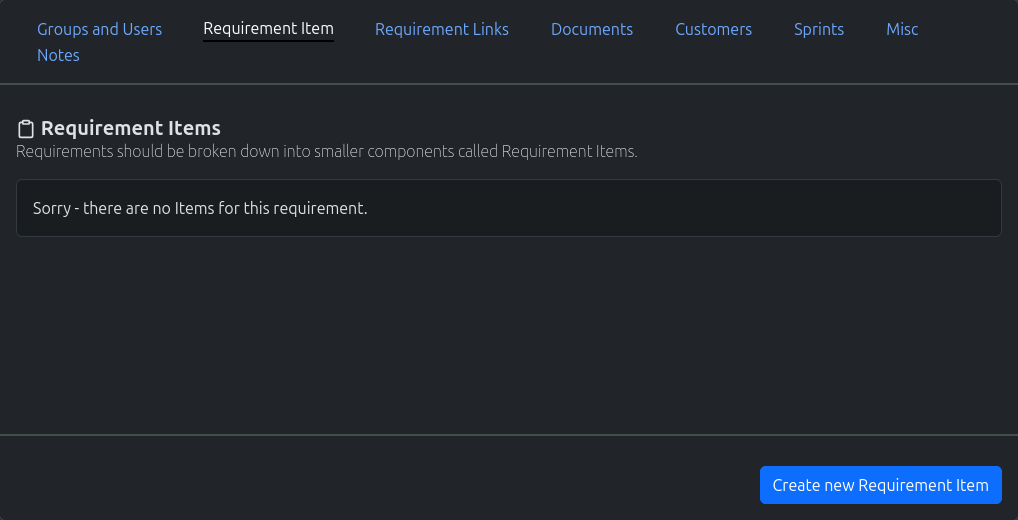 Groups and Users Requirement Item Requirement Links Documents Customers Sprints Misc
Notes
Requirement Items
Requirements should be broken down into smaller components called Requirement Items.
Sorry - there are no Items for this requirement.
Create new Requirement Item